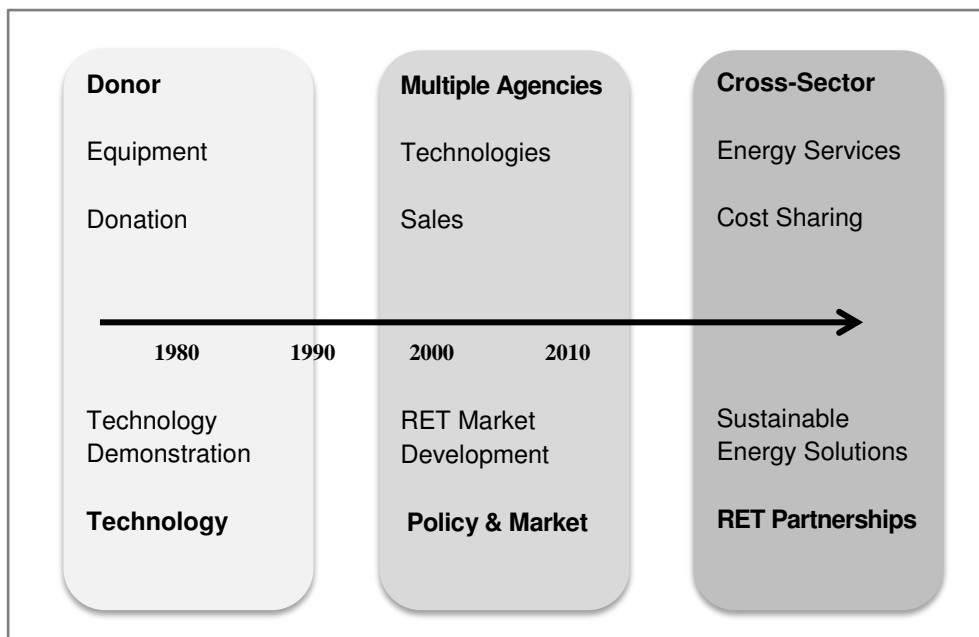 Donor
Equipment
Donation
Multiple Agencies
Technologies
Sales
Cross-Sector
Energy Services
Cost Sharing
1980
1990
2000
2010
Technology
Demonstration
Technology
RET Market
Development
Policy & Market
Sustainable
Energy Solutions
RET Partnerships